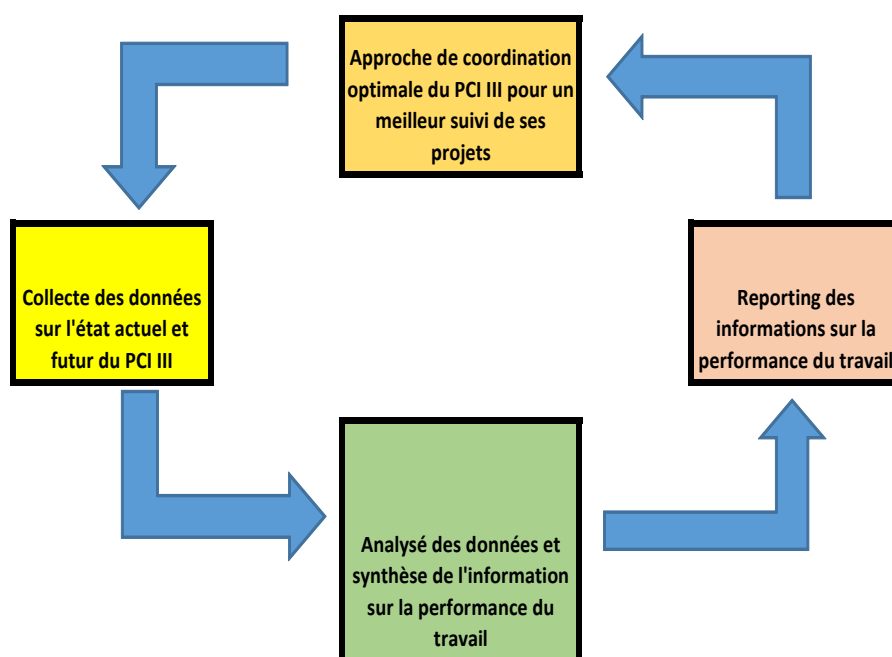 Approche de coordination
optimale du PCI III pour un
meilleur suivi de ses
projets
Collecte des données
sur l'état actuel et
futur du PCI III
Reporting des
informations sur la
performance du travail
Analysé des données et
synthèse de l'information
sur la performance du
travail